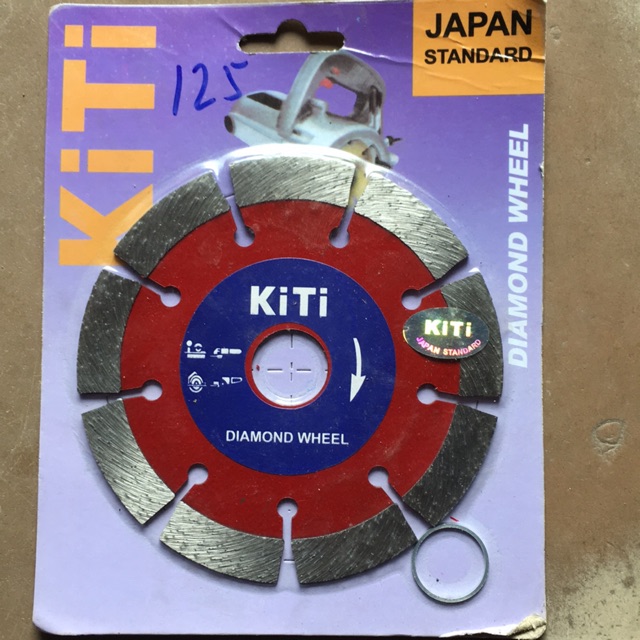 KiTi
125
JAPAN
STANDARD
DIAMOND WHEEL
KiTi
KiTi
JAPAN STANDARD
DIAMOND WHEEL